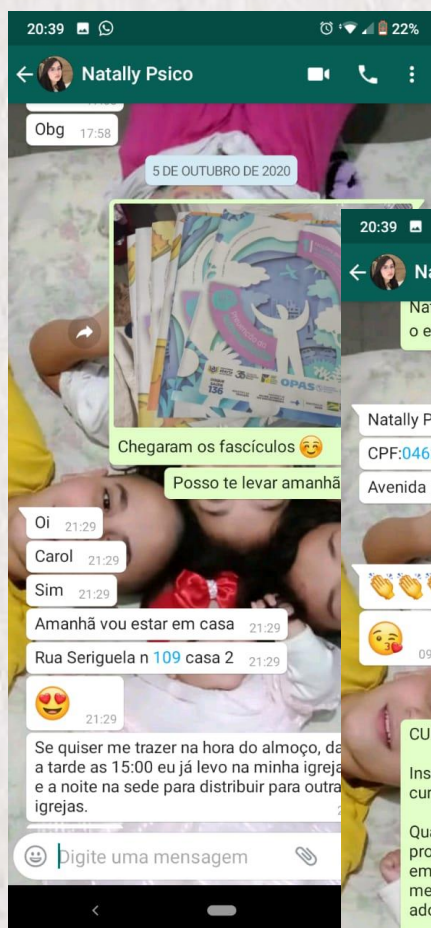 20:39 22%
Natally Psico
Obg 17:58
5 DE OUTUBRO DE 2020
OPAS
136
Chegaram os fascículos ☺️
Posso te levar amanhã
Oi 21:29
Carol 21:29
Sim 21:29
Amanhã vou estar em casa 21:29
Rua Seriguela n 109 casa 2 21:29
😍
21:29
Se quiser me trazer na hora do almoço, da
a tarde as 15:00 eu já levo na minha igreja
e a noite na sede para distribuir para outra
igrejas.
Digite uma mensagem
20:39
Na
Nat
o e
Natally P
CPF:046
Avenida
👏👏
😘
09
CU
Ins
cur
Qua
pro
em
me
ado